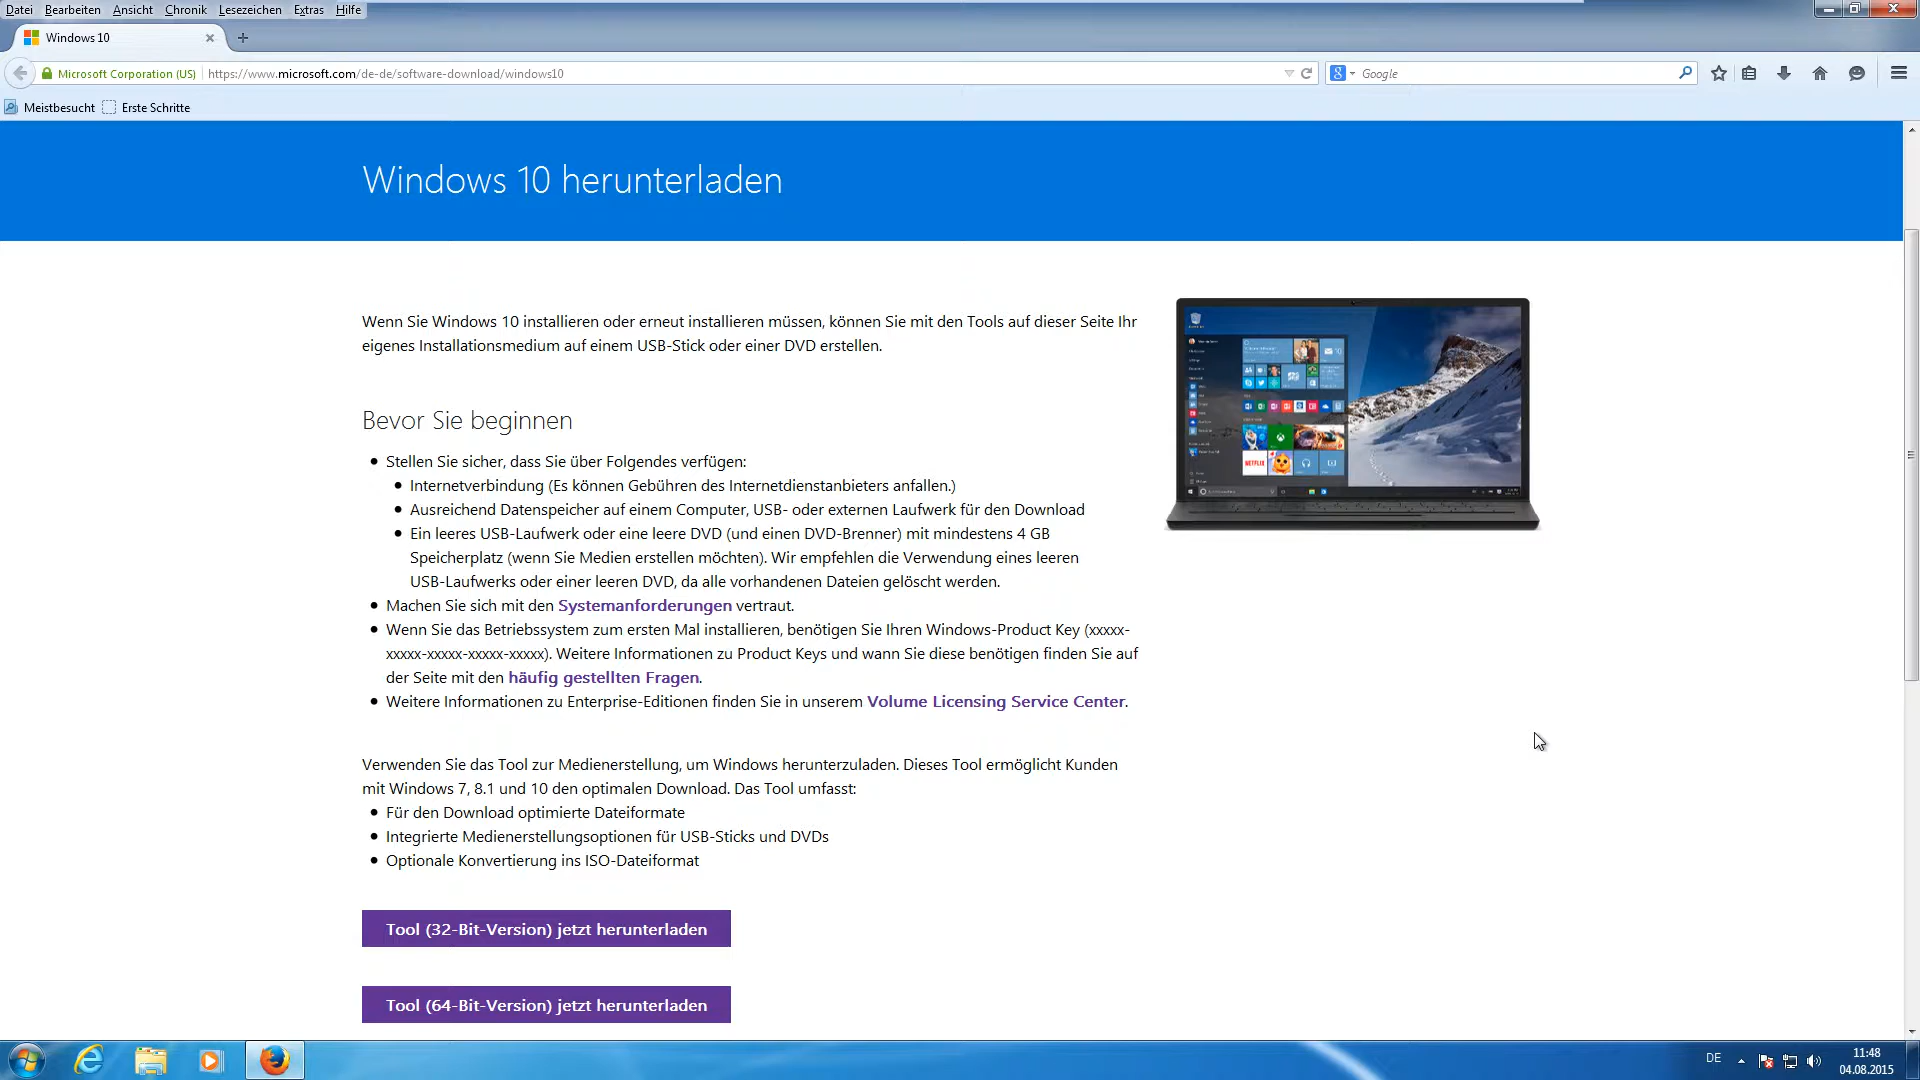 Datei Bearbeiten Ansicht Chronik Lesezeichen Extras Hilfe
Windows 10
Microsoft Corporation (US) https://www.microsoft.com/de-de/software-download/windows10 Google
Meistbesucht Erste Schritte
Windows 10 herunterladen
Wenn Sie Windows 10 installieren oder erneut installieren müssen, können Sie mit den Tools auf dieser Seite Ihr
eigenes Installationsmedium auf einem USB-Stick oder einer DVD erstellen.
Bevor Sie beginnen
Stellen Sie sicher, dass Sie über Folgendes verfügen:
Internetverbindung (Es können Gebühren des Internetdienstanbieters anfallen.)
Ausreichend Datenspeicher auf einem Computer, USB- oder externen Laufwerk für den Download
Ein leeres USB-Laufwerk oder eine leere DVD (und einen DVD-Brenner) mit mindestens 4 GB
Speicherplatz (wenn Sie Medien erstellen möchten). Wir empfehlen die Verwendung eines leeren
USB-Laufwerks oder einer leeren DVD, da alle vorhandenen Dateien gelöscht werden.
Machen Sie sich mit den Systemanforderungen vertraut.
Wenn Sie das Betriebssystem zum ersten Mal installieren, benötigen Sie Ihren Windows-Product Key (xxxxx-
xxxxx-xxxxx-xxxxx-xxxxx). Weitere Informationen zu Product Keys und wann Sie diese benötigen finden Sie auf
der Seite mit den häufig gestellten Fragen.
Weitere Informationen zu Enterprise-Editionen finden Sie in unserem Volume Licensing Service Center.
Verwenden Sie das Tool zur Medienerstellung, um Windows herunterzuladen. Dieses Tool ermöglicht Kunden
mit Windows 7, 8.1 und 10 den optimalen Download. Das Tool umfasst:
Für den Download optimierte Dateiformate
Integrierte Medienerstellungsoptionen für USB-Sticks und DVDs
Optionale Konvertierung ins ISO-Dateiformat
Tool (32-Bit-Version) jetzt herunterladen
Tool (64-Bit-Version) jetzt herunterladen
NETFLIX
DE
11:48
04.08.2015